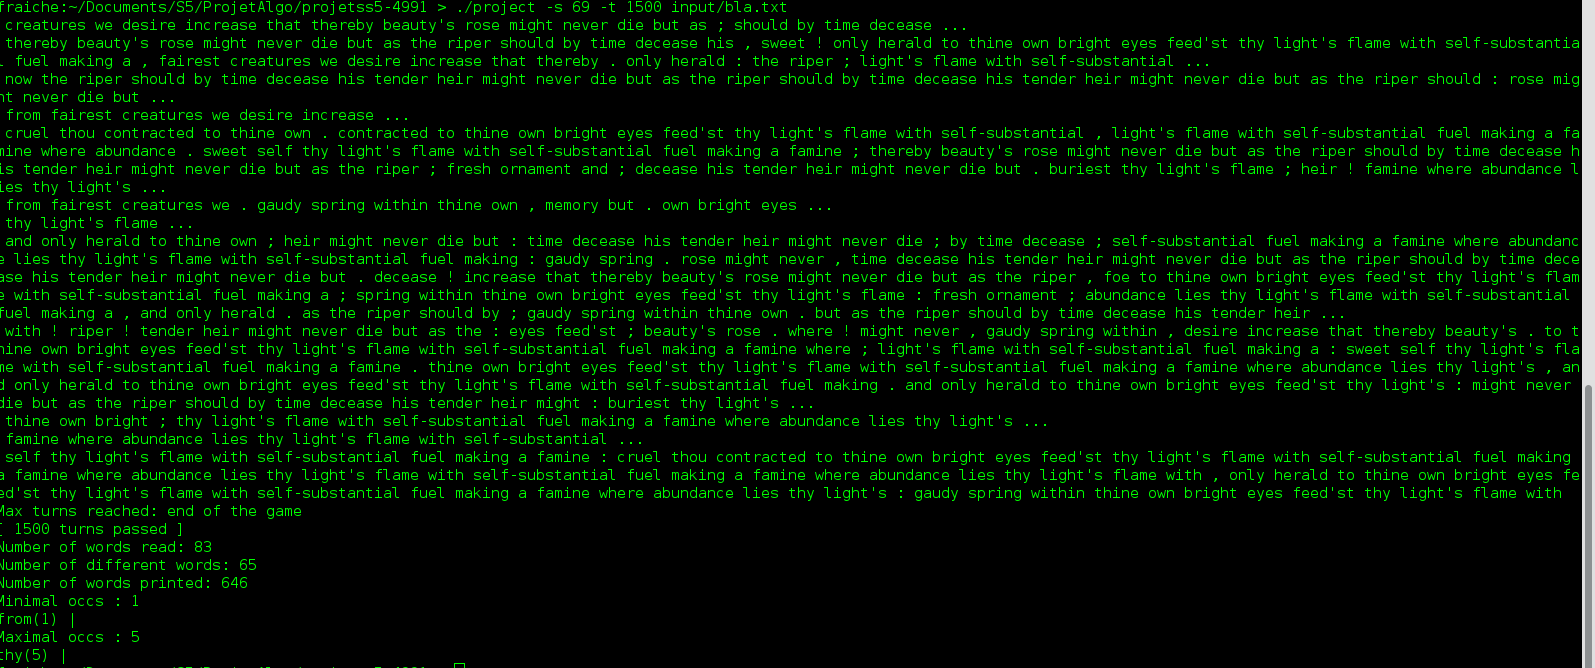 fraiche:~/Documents/S5/ProjetAlgo/projetss5-4991 > ./project -s 69 -t 1500 input/bla.txt
creatures we desire increase that thereby beauty's rose might never die but as ; should by time decease ...
thereby beauty's rose might never die but as the riper should by time decease his , sweet ! only herald to thine own bright eyes feed'st thy light's flame with self-substantia
l fuel making a , fairest creatures we desire increase that thereby . only herald : the riper ; light's flame with self-substantial ...
now the riper should by time decease his tender heir might never die but as the riper should by time decease his tender heir might never die but as the riper should : rose mig
ht never die but ...
from fairest creatures we desire increase ...
cruel thou contracted to thine own . contracted to thine own bright eyes feed'st thy light's flame with self-substantial , light's flame with self-substantial fuel making a fa
mine where abundance . sweet self thy light's flame with self-substantial fuel making a famine ; thereby beauty's rose might never die but as the riper should by time decease h
is tender heir might never die but as the riper ; fresh ornament and ; decease his tender heir might never die but . buriest thy light's flame ; heir ! famine where abundance l
ies thy light's ...
from fairest creatures we . gaudy spring within thine own , memory but . own bright eyes ...
thy light's flame ...
and only herald to thine own ; heir might never die but : time decease his tender heir might never die ; by time decease ; self-substantial fuel making a famine where abundanc
e lies thy light's flame with self-substantial fuel making : gaudy spring . rose might never , time decease his tender heir might never die but as the riper should by time dece
ase his tender heir might never die but . decease ! increase that thereby beauty's rose might never die but as the riper , foe to thine own bright eyes feed'st thy light's flam
e with self-substantial fuel making a ; spring within thine own bright eyes feed'st thy light's flame : fresh ornament ; abundance lies thy light's flame with self-substantial
fuel making a , and only herald . as the riper should by ; gaudy spring within thine own . but as the riper should by time decease his tender heir ...
with ! riper ! tender heir might never die but as the : eyes feed'st ; beauty's rose . where ! might never , gaudy spring within , desire increase that thereby beauty's . to t
hine own bright eyes feed'st thy light's flame with self-substantial fuel making a famine where ; light's flame with self-substantial fuel making a : sweet self thy light's fla
me with self-substantial fuel making a famine . thine own bright eyes feed'st thy light's flame with self-substantial fuel making a famine where abundance lies thy light's , an
d only herald to thine own bright eyes feed'st thy light's flame with self-substantial fuel making . and only herald to thine own bright eyes feed'st thy light's : might never
die but as the riper should by time decease his tender heir might : buriest thy light's ...
thine own bright ; thy light's flame with self-substantial fuel making a famine where abundance lies thy light's ...
famine where abundance lies thy light's flame with self-substantial ...
self thy light's flame with self-substantial fuel making a famine : cruel thou contracted to thine own bright eyes feed'st thy light's flame with self-substantial fuel making
a famine where abundance lies thy light's flame with self-substantial fuel making a famine where abundance lies thy light's flame with , only herald to thine own bright eyes fe
ed'st thy light's flame with self-substantial fuel making a famine where abundance lies thy light's : gaudy spring within thine own bright eyes feed'st thy light's flame with
Max turns reached: end of the game
[ 1500 turns passed ]
Number of words read: 83
Number of different words: 65
Number of words printed: 646
Minimal occs : 1
from(1) |
Maximal occs : 5
thy(5) |